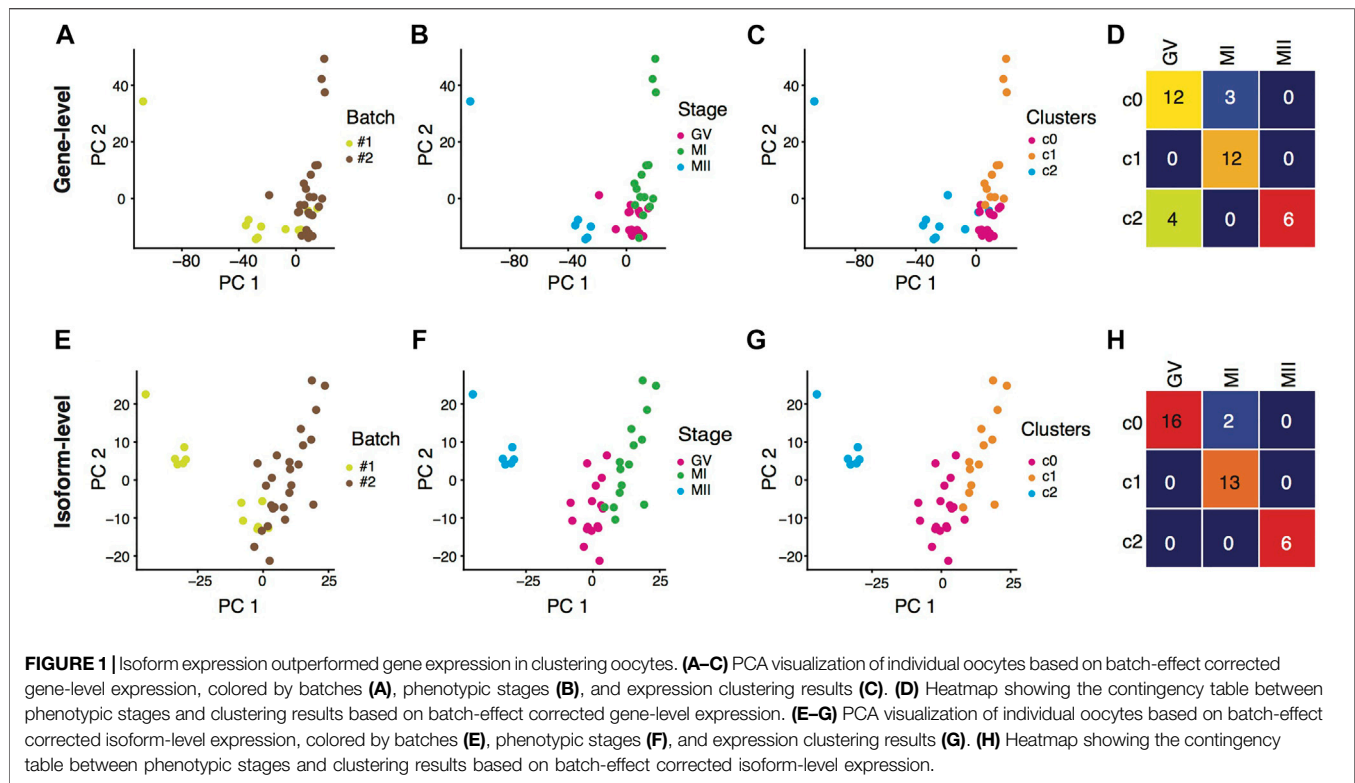 A
B
C
D
Gene-level
PC 2
40
20
0
−80
−40
0
PC 1
Batch
#1
#2
PC 2
40
20
0
−80
−40
0
PC 1
Stage
GV
MI
MII
PC 2
40
20
0
−80
−40
0
PC 1
Clusters
c0
c1
c2
GV MI MII
c0 12 3 0
c1 0 12 0
c2 4 0 6
E
F
G
H
Isoform-level
PC 2
20
10
0
−10
−20
−25
0
25
PC 1
Batch
#1
#2
PC 2
20
10
0
−10
−20
−25
0
25
PC 1
Stage
GV
MI
MII
PC 2
20
10
0
−10
−20
−25
0
25
PC 1
Clusters
c0
c1
c2
GV MI MII
c0 16 2 0
c1 0 13 0
c2 0 0 6
FIGURE 1 | Isoform expression outperformed gene expression in clustering oocytes. (A–C) PCA visualization of individual oocytes based on batch-effect corrected
gene-level expression, colored by batches (A), phenotypic stages (B), and expression clustering results (C). (D) Heatmap showing the contingency table between
phenotypic stages and clustering results based on batch-effect corrected gene-level expression. (E–G) PCA visualization of individual oocytes based on batch-effect
corrected isoform-level expression, colored by batches (E), phenotypic stages (F), and expression clustering results (G). (H) Heatmap showing the contingency
table between phenotypic stages and clustering results based on batch-effect corrected isoform-level expression.